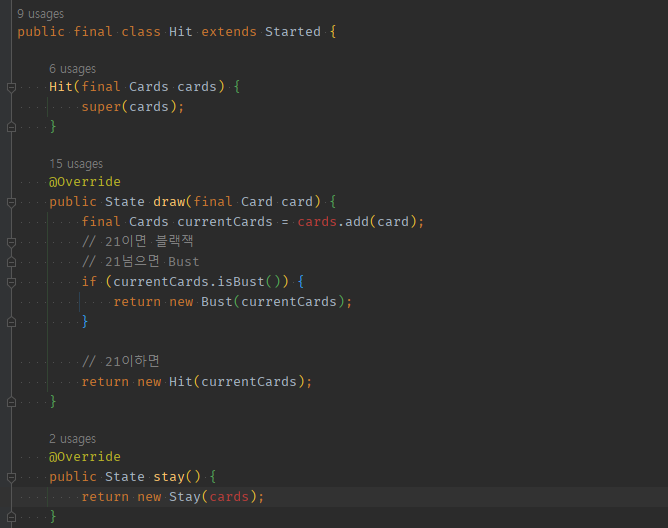 9 usages
public final class Hit extends Started {
6 usages
Hit(final Cards cards) {
super(cards);
}
15 usages
@Override
public State draw(final Card card) {
final Cards currentCards = cards.add(card);
// 21이면 블랙잭
// 21넘으면 Bust
if (currentCards.isBust()) {
return new Bust(currentCards);
}
// 21이하면
return new Hit(currentCards);
}
2 usages
@Override
public State stay() {
return new Stay(cards);
}